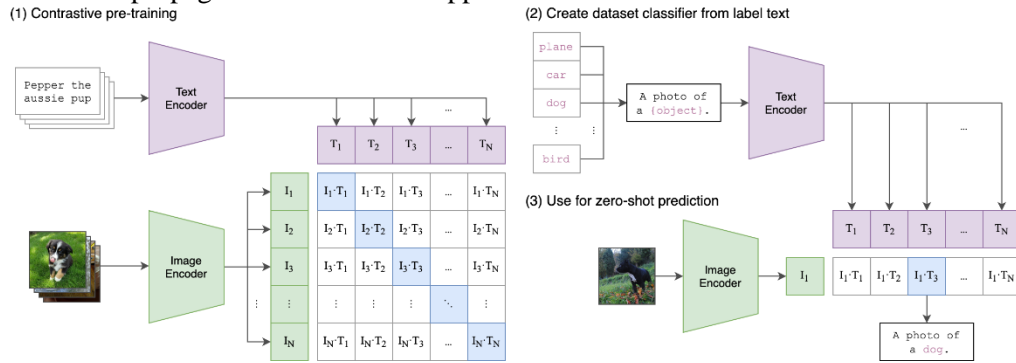 (1) Contrastive pre-training
Pepper the
aussie pup
Text
Encoder
...
T1 T2 T3 ... TN
I1 I1·T1 I1·T2 I1·T3 ... I1·TN
I2 I2·T1 I2·T2 I2·T3 ... I2·TN
Image
Encoder
I3 I3·T1 I3·T2 I3·T3 ... I3·TN
⋮ ⋮ ⋮ ⋮ ⋱ ⋮
IN IN·T1 IN·T2 IN·T3 ... IN·TN
(2) Create dataset classifier from label text
plane
car
dog
⋮ ⋮
bird
A photo of
a {object}.
Text
Encoder
...
(3) Use for zero-shot prediction
T1 T2 T3 ... TN
Image
Encoder
I1 I1·T1 I1·T2 I1·T3 ... I1·TN
A photo of
a dog.